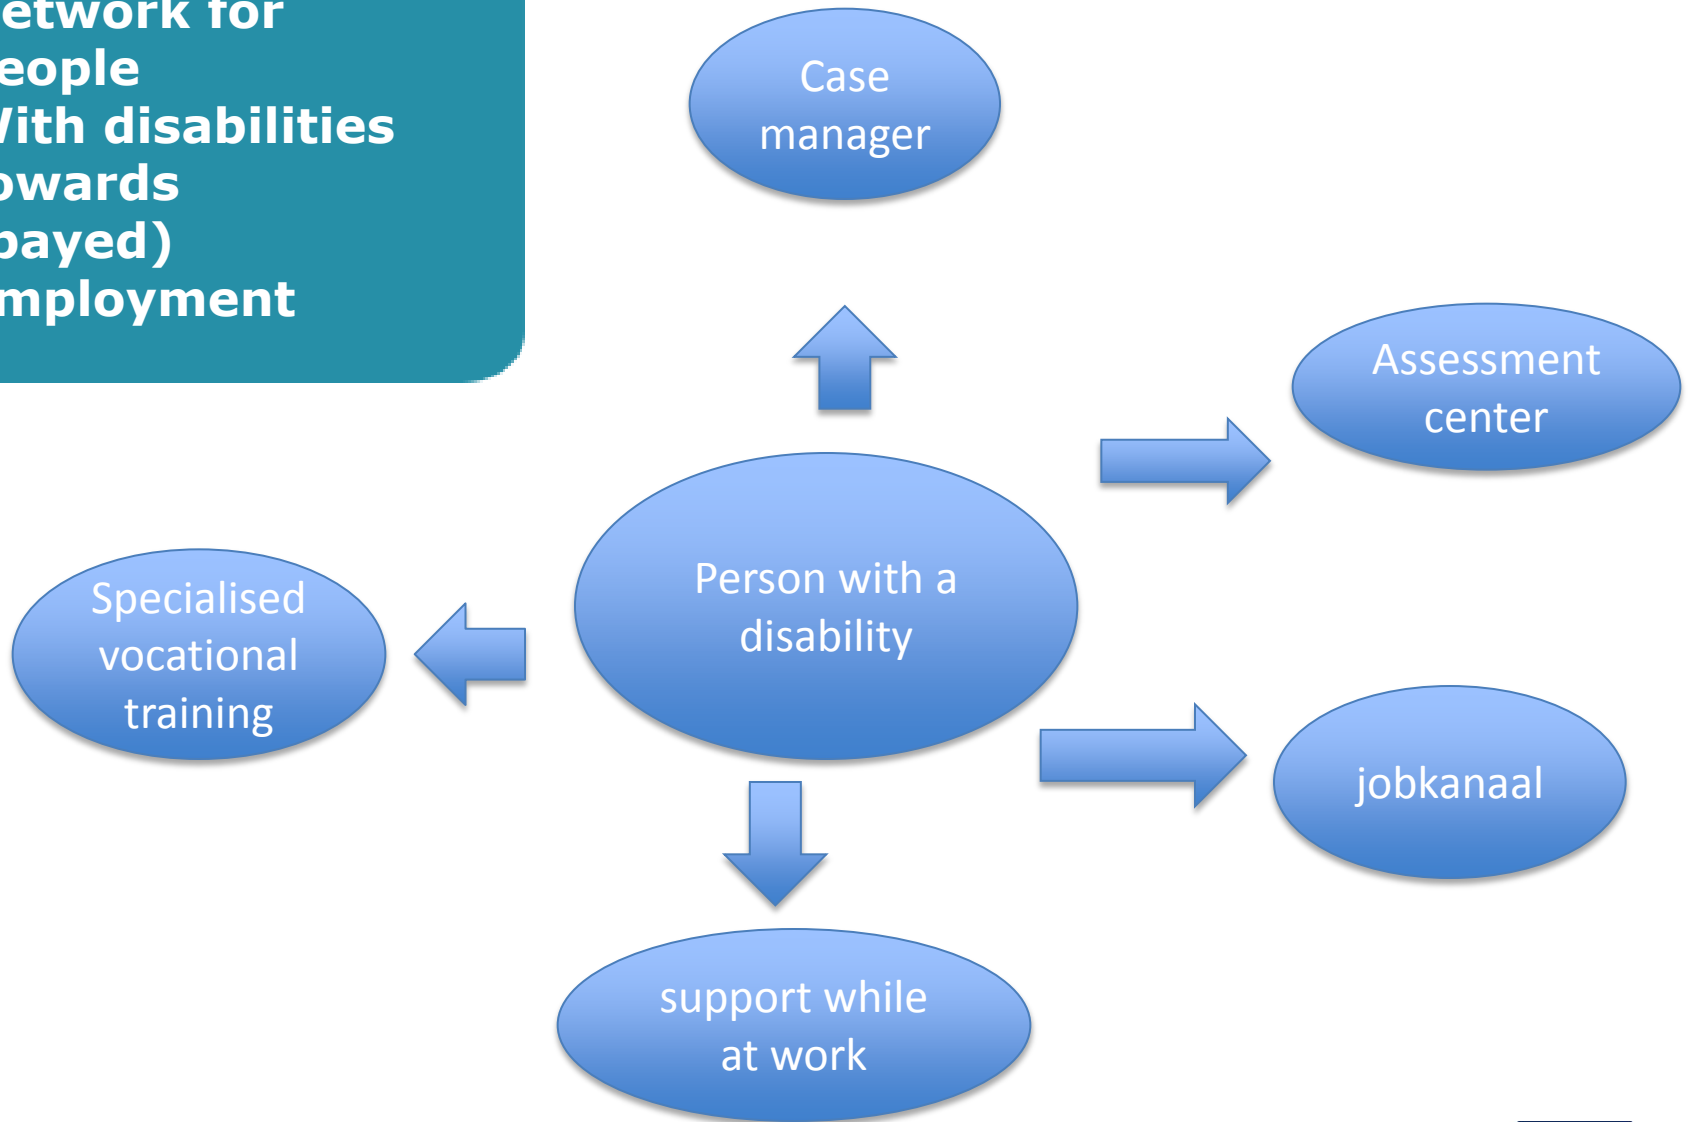 etwork for
eople
ith disabilities
owards
payed)
mployment
Case
manager
Assessment
center
Person with a
disability
Specialised
vocational
training
jobkanaal
support while
at work